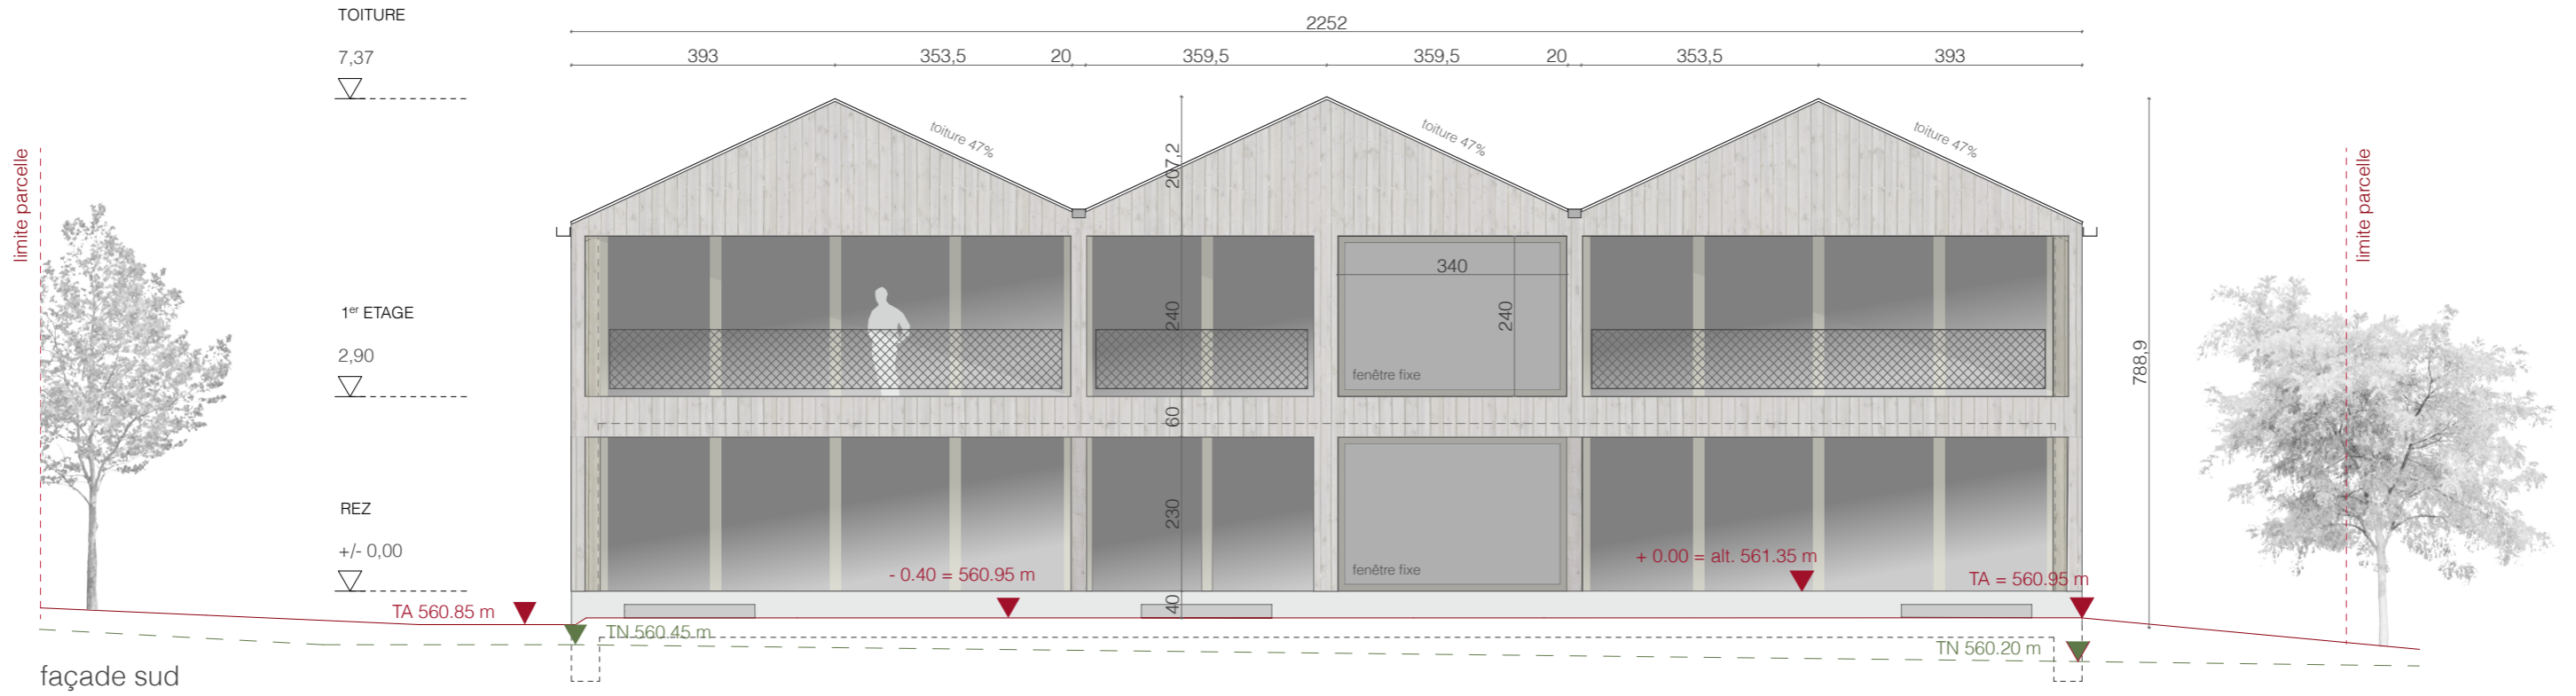 TOITURE
7,37
1er ETAGE
2,90
REZ
+/- 0,00
2252
393 353,5 20 359,5 359,5 20 353,5 393
toiture 47% toiture 47% toiture 47%
207,2
240
60
230
40
340
240
fenêtre fixe
fenêtre fixe
788,9
limite parcelle
limite parcelle
- 0.40 = 560.95 m
+ 0.00 = alt. 561.35 m
TA = 560.95 m
TA 560.85 m
TN 560.45 m
TN 560.20 m
façade sud